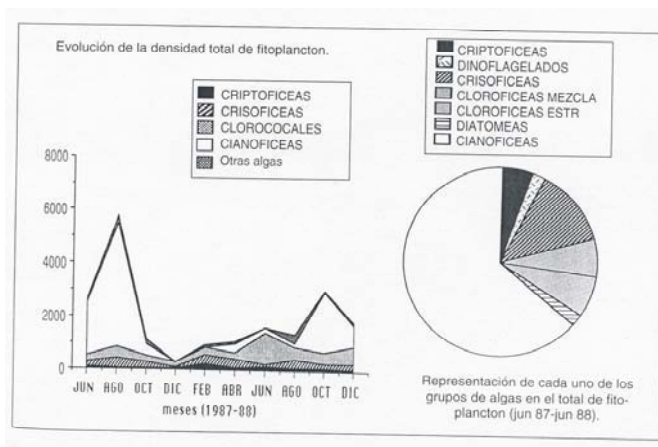 Evolución de la densidad total de fitoplancton.
CRIPTOFICEAS
CRISOFICEAS
CLOROCOCALES
CIANOFICEAS
Otras algas
8000
6000
4000
2000
0
JUN AGO OCT DIC FEB ABR JUN AGO OCT DIC
meses (1987-88)
CRIPTOFICEAS
DINOFLAGELADOS
CRISOFICEAS
CLOROFICEAS MEZCLA
CLOROFICEAS ESTR
DIATOMEAS
CIANOFICEAS
Representación de cada uno de los
grupos de algas en el total de fito-
plancton (jun 87-jun 88).